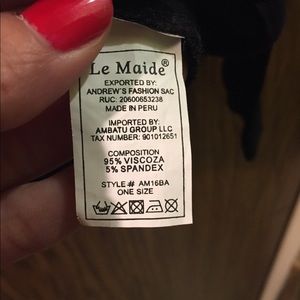 Le Maide®
EXPORTED BY:
ANDREW'S FASHION SAC
RUC: 20600653238
MADE IN PERU
IMPORTED BY:
AMBATU GROUP LLC
TAX NUMBER: 901012651
COMPOSITION
95% VISCOZA
5% SPANDEX
STYLE# AM16BA
ONE SIZE